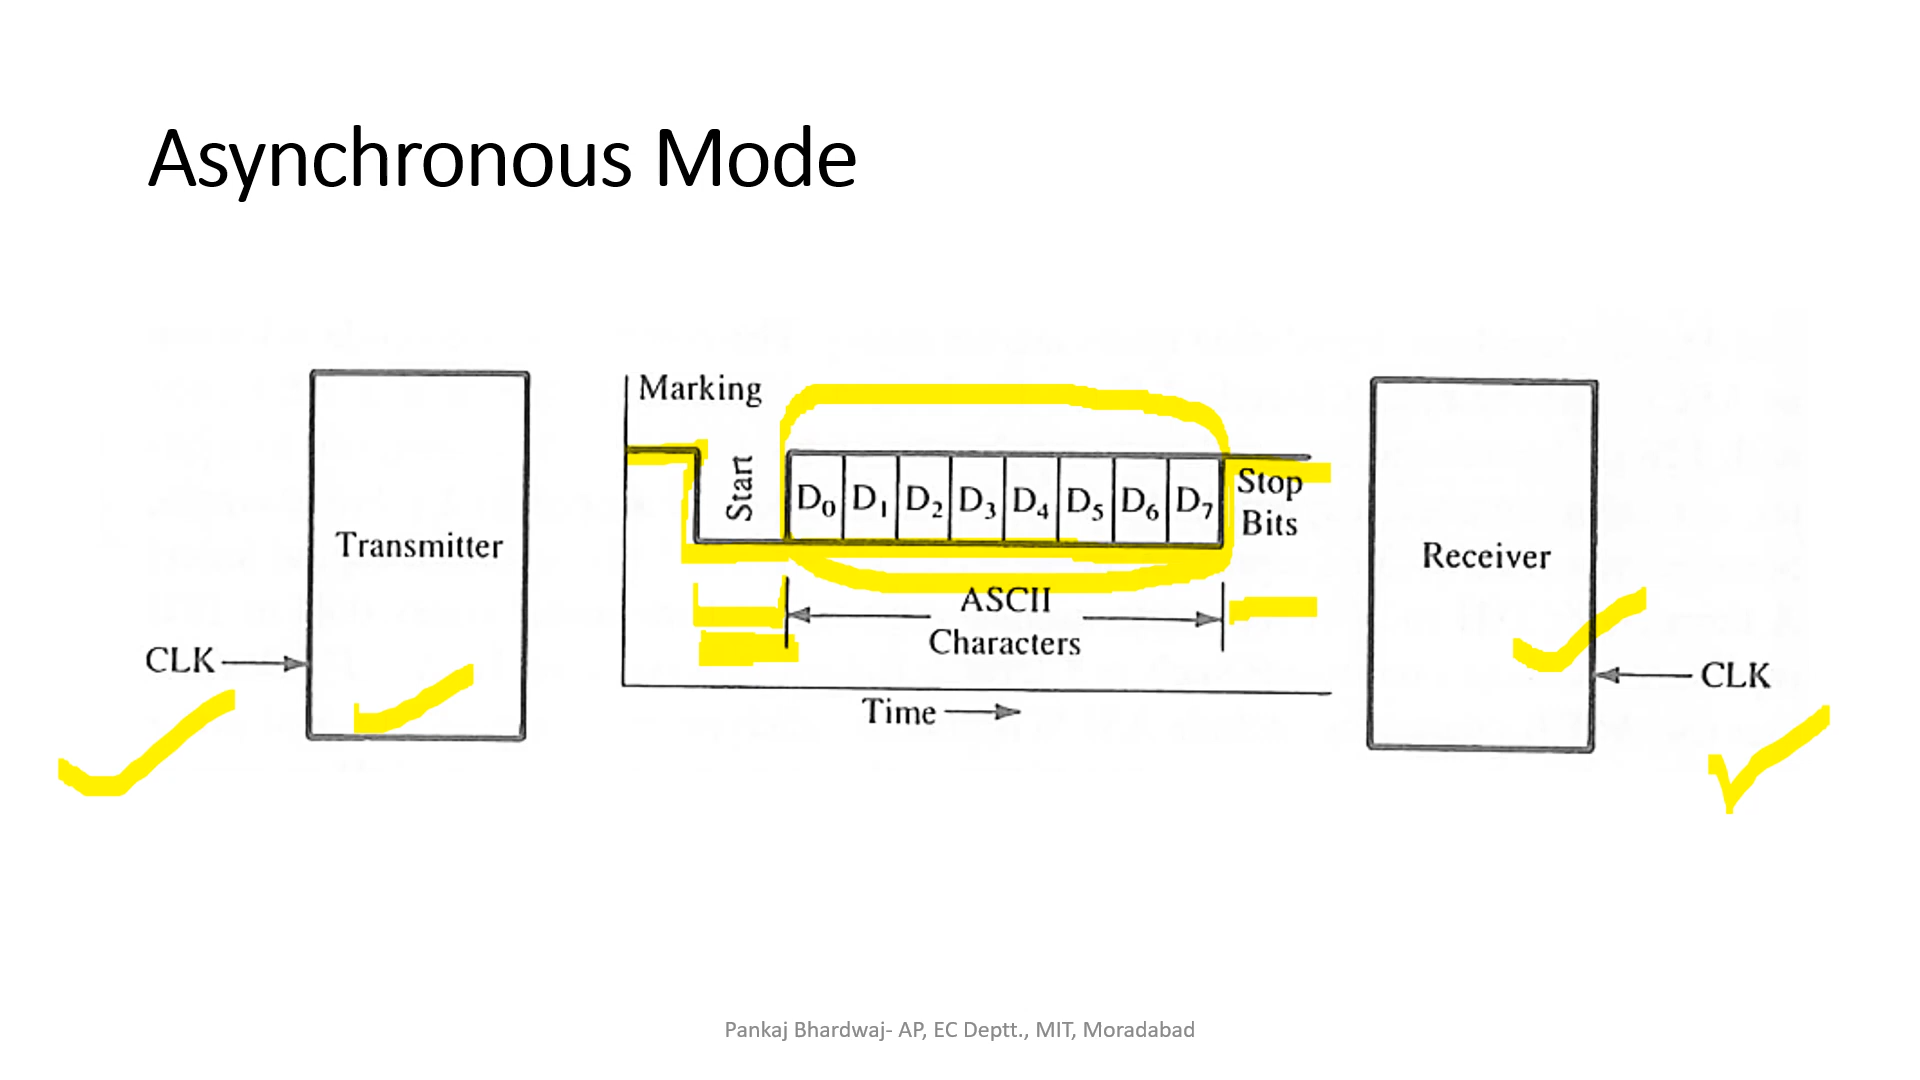 Asynchronous Mode
Marking
Start
D0 D1 D2 D3 D4 D5 D6 D7
Stop
Bits
Transmitter
Receiver
ASCII
Characters
CLK
CLK
Time
Pankaj Bhardwaj- AP, EC Deptt., MIT, Moradabad